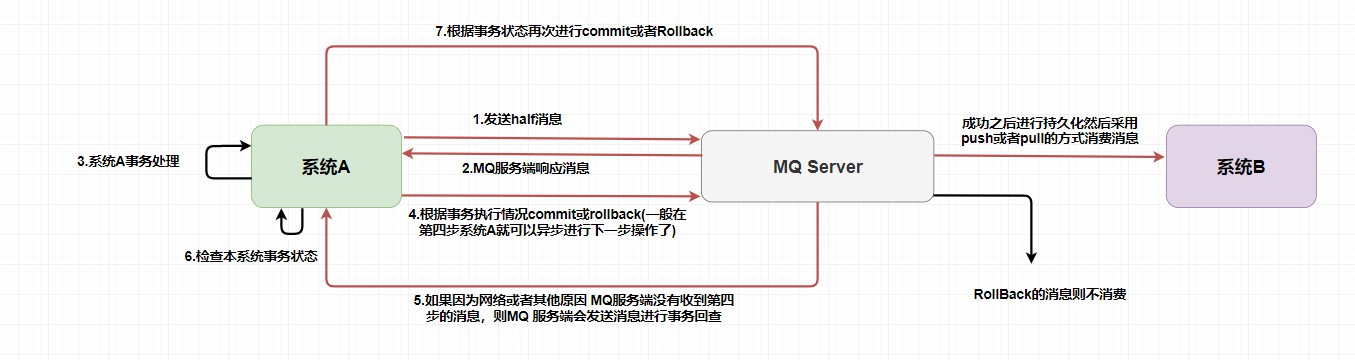 7.根据事务状态再次进行commit或者Rollback
1.发送half消息
成功之后进行持久化然后采用
push或者pull的方式消费消息
3.系统A事务处理
系统A
2.MQ服务端响应消息
MQ Server
系统B
4.根据事务执行情况commit或rollback(一般在
第四步系统A就可以异步进行下一步操作了)
6.检查本系统事务状态
5.如果因为网络或者其他原因 MQ服务端没有收到第四
步的消息，则MQ 服务端会发送消息进行事务回查
RollBack的消息则不消费